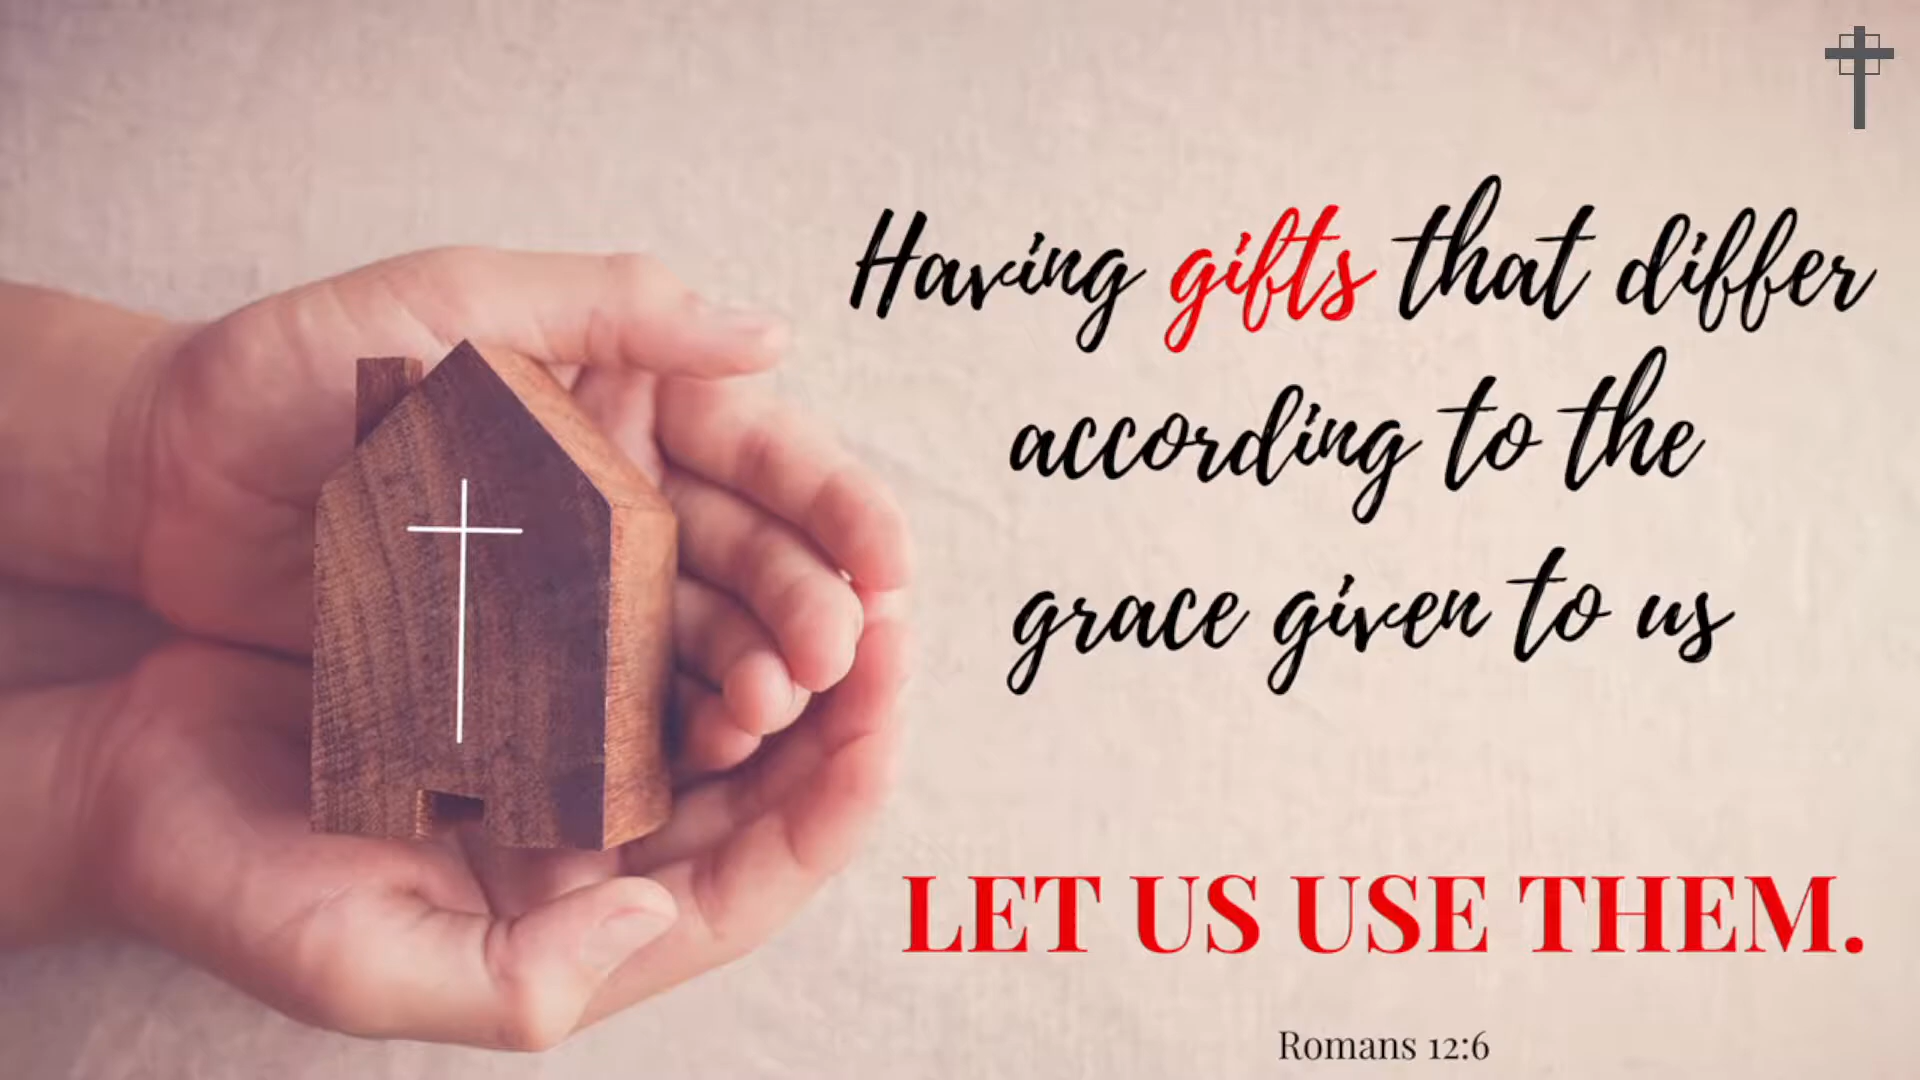 Having gifts that differ
according to the
grace given to us
LET US USE THEM.
Romans 12:6